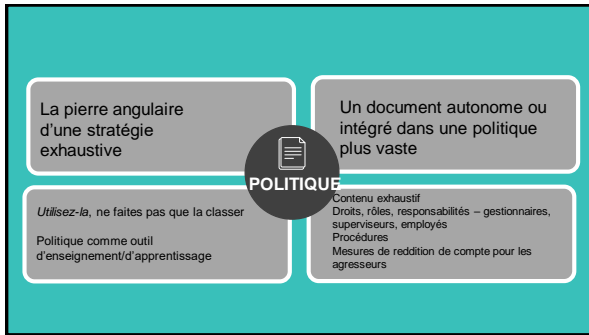 La pierre angulaire
d'une stratégie
exhaustive
Un document autonome ou
intégré dans une politique
plus vaste
POLITIQUE
Utilisez-la, ne faites pas que la classer
Politique comme outil
d'enseignement/d'apprentissage
Contenu exhaustif
Droits, rôles, responsabilités – gestionnaires,
superviseurs, employés
Procédures
Mesures de reddition de compte pour les
agresseurs